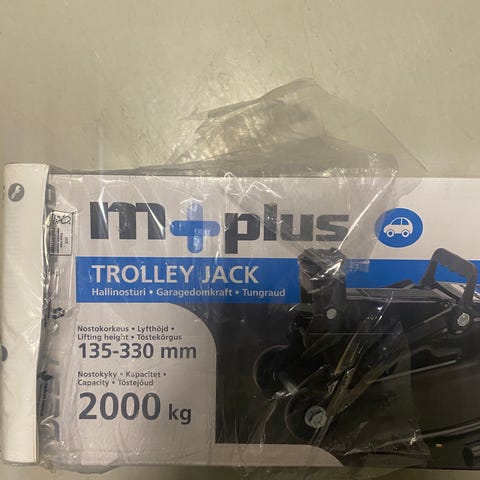 m+plus
TROLLEY JACK
Hallinosturi • Garagedomkraft • Tungraud
Nostokorkeus • Lyfthöjd •
Lifting height • Tõstekõrgus
135-330 mm
Nostokyky • Kapacitet •
Capacity • Tõstejõud
2000 kg